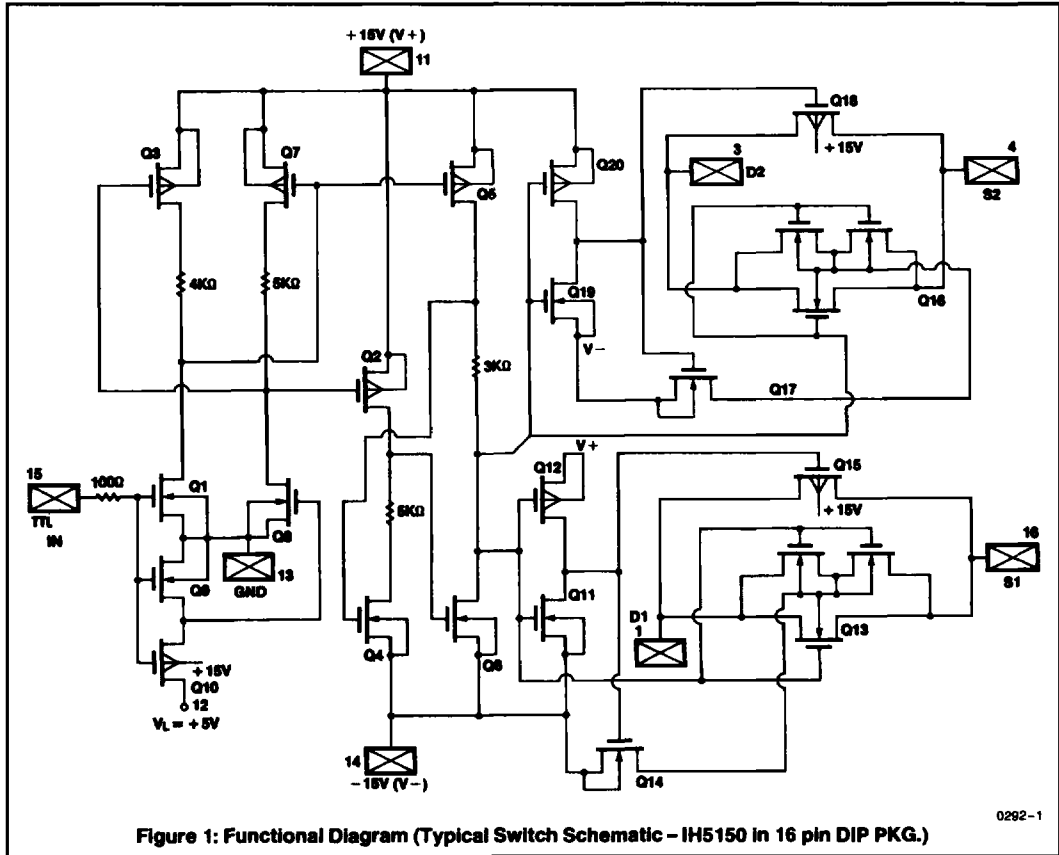 + 15V (V+)
11
Q3
Q7
Q5
Q20
Q18
+ 15V
3
D2
4
S2
4KΩ
5KΩ
Q19
V−
Q16
Q2
3KΩ
Q17
15
TTL
IN
100Ω
Q1
Q8
Q9
13
GND
+ 15V
Q10
12
VL = + 5V
5KΩ
Q4
Q6
Q12
V+
Q11
Q15
+ 15V
16
S1
D1
1
Q13
Q14
14
− 15V (V−)
0292-1
Figure 1: Functional Diagram (Typical Switch Schematic – IH5150 in 16 pin DIP PKG.)